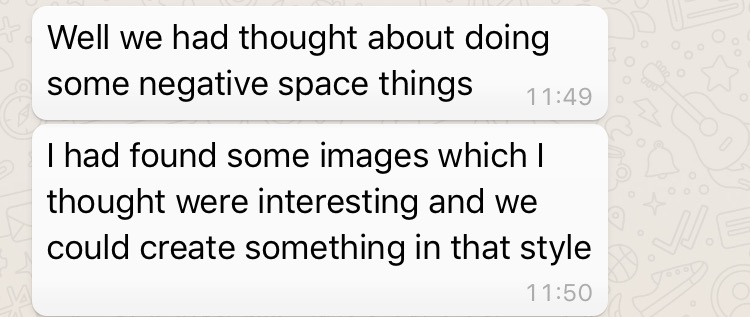 Well we had thought about doing
some negative space things
11:49
I had found some images which I
thought were interesting and we
could create something in that style
11:50